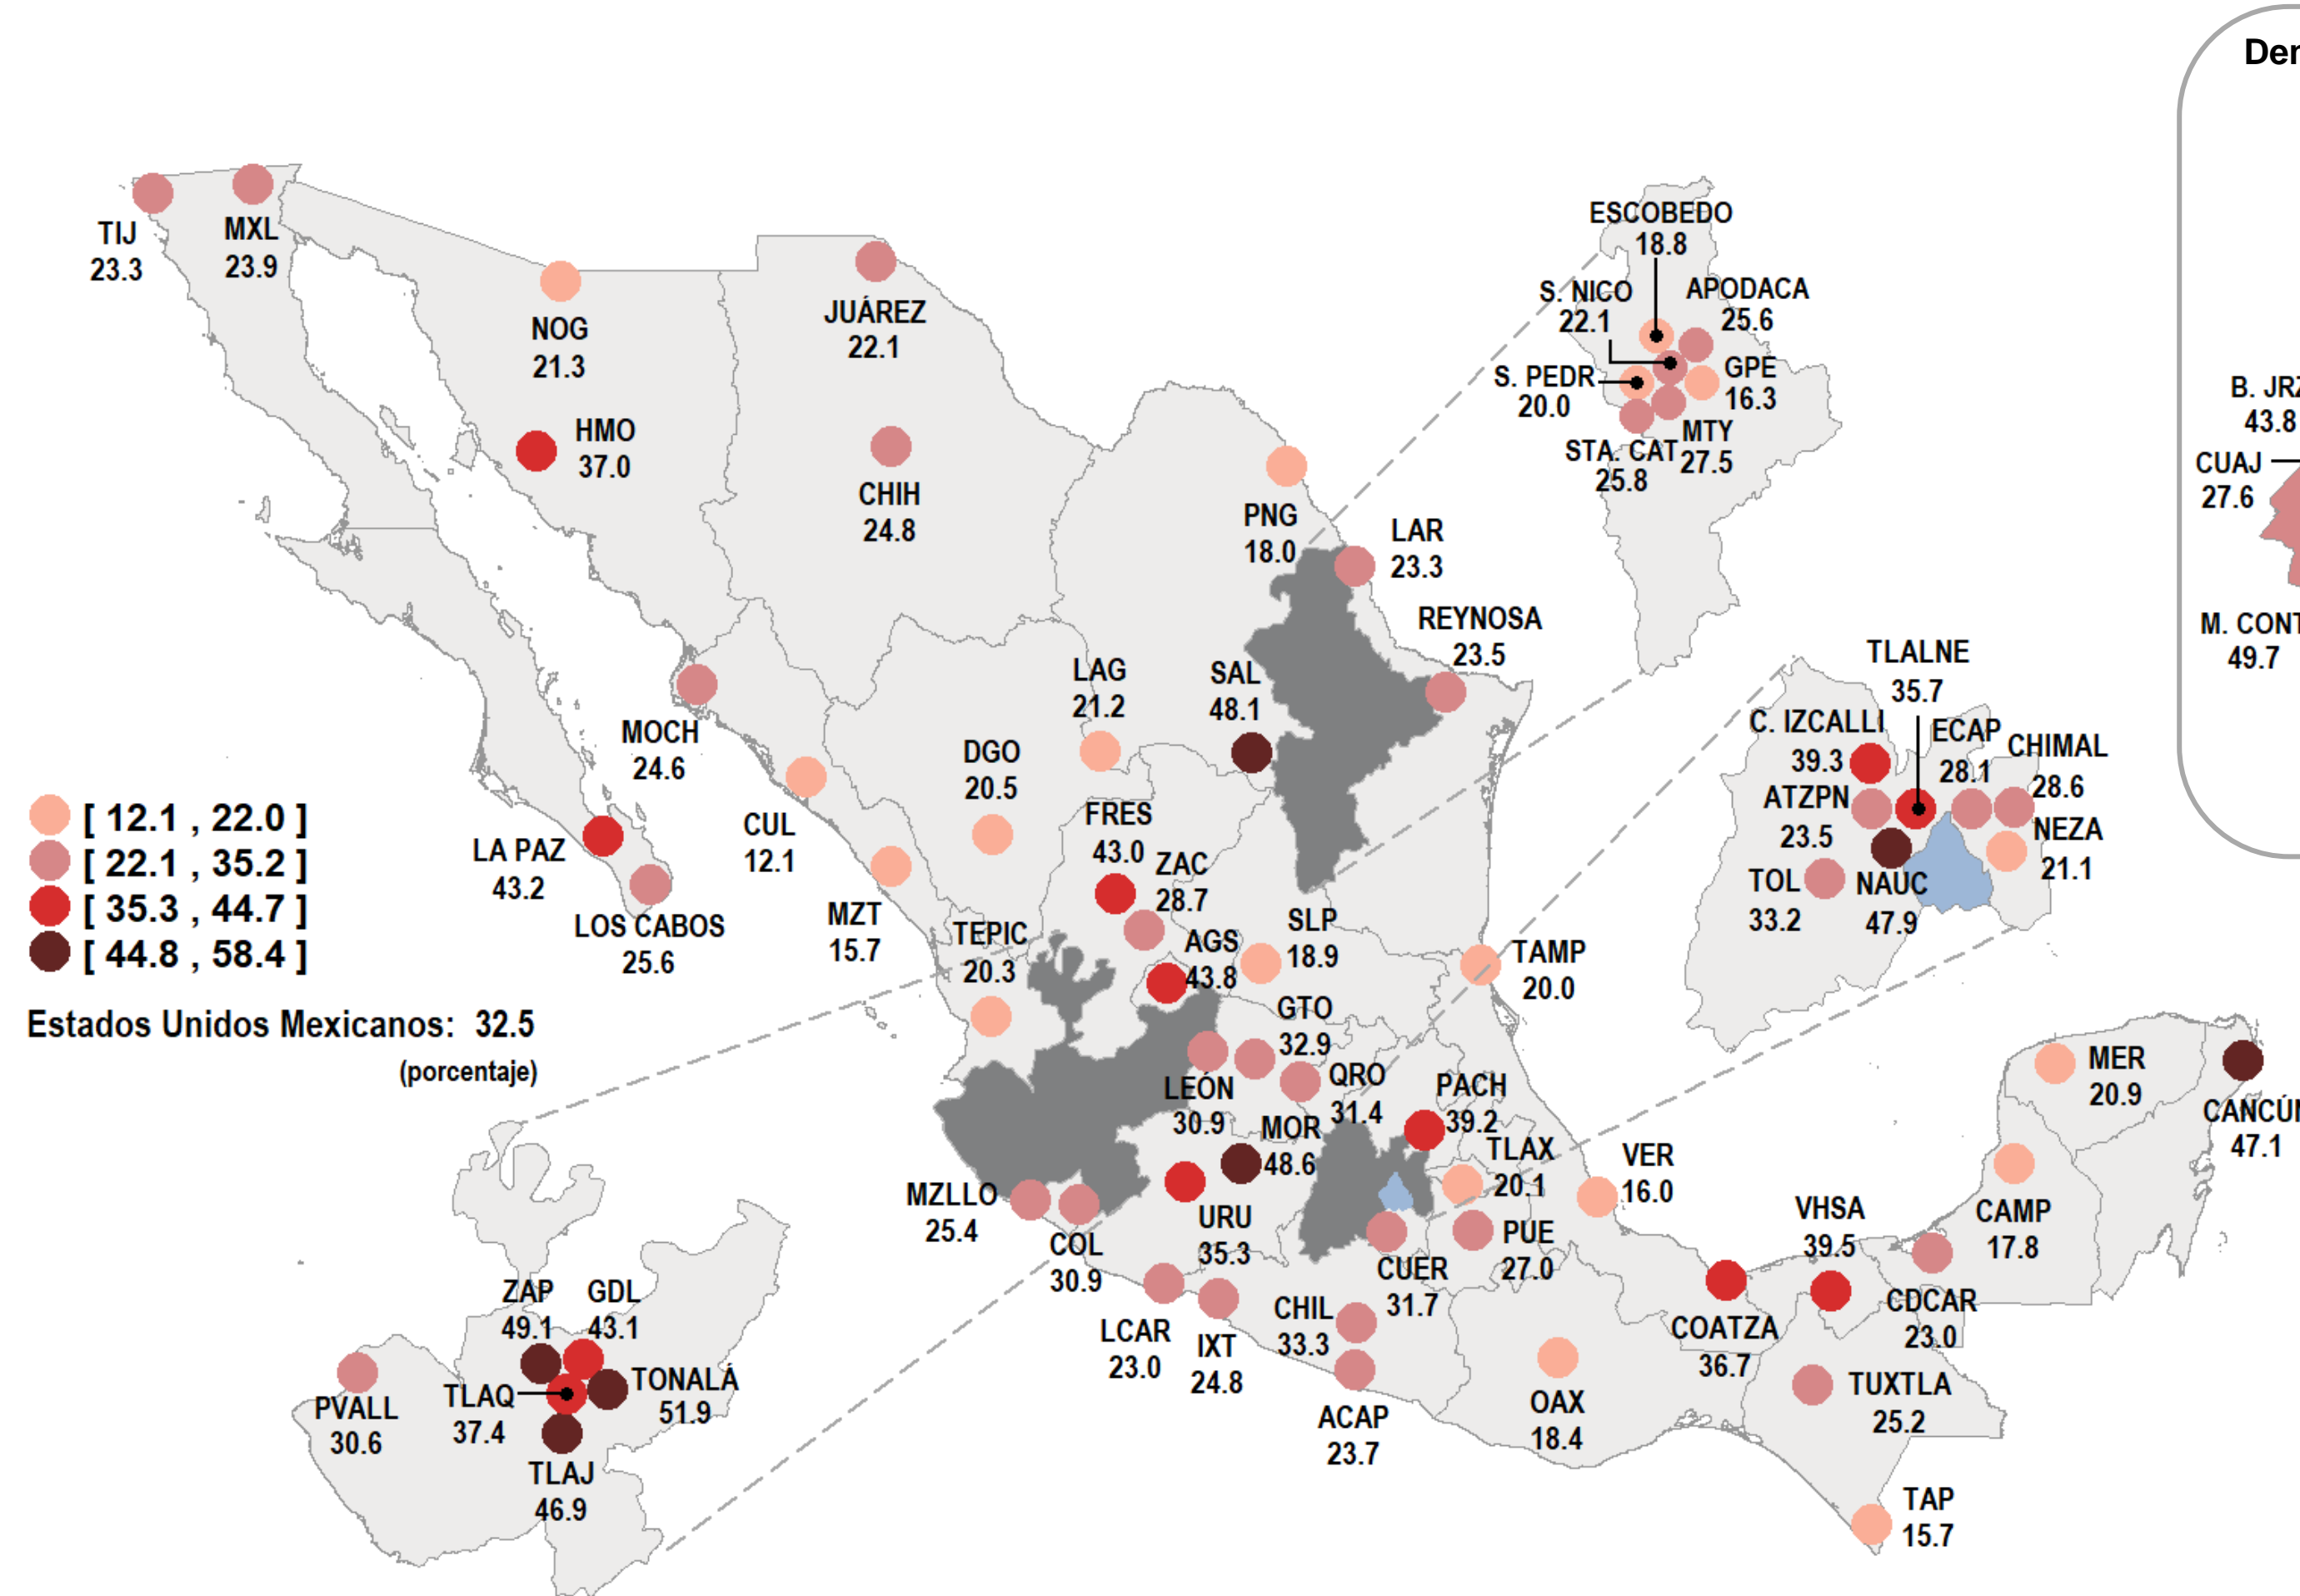 Der
TIJ
23.3
MXL
23.9
NOG
21.3
HMO
37.0
JUÁREZ
22.1
CHIH
24.8
ESCOBEDO
18.8
S. NICO
22.1
APODACA
25.6
S. PEDR
20.0
GPE
16.3
STA. CAT
25.8
MTY
27.5
B. JRZ
43.8
CUAJ
27.6
M. CONT
49.7
PNG
18.0
LAR
23.3
REYNOSA
23.5
MOCH
24.6
CUL
12.1
LAG
21.2
SAL
48.1
DGO
20.5
FRES
43.0
ZAC
28.7
MZT
15.7
TEPIC
20.3
AGS
43.8
SLP
18.9
TAMP
20.0
LA PAZ
43.2
LOS CABOS
25.6
TLALNE
35.7
C. IZCALLI
39.3
ECAP
28.1
CHIMAL
28.6
ATZPN
23.5
NEZA
21.1
TOL
33.2
NAUC
47.9
[ 12.1 , 22.0 ]
[ 22.1 , 35.2 ]
[ 35.3 , 44.7 ]
[ 44.8 , 58.4 ]
Estados Unidos Mexicanos: 32.5
(porcentaje)
GTO
32.9
LEÓN
30.9
QRO
31.4
PACH
39.2
MOR
48.6
TLAX
20.1
VER
16.0
MER
20.9
CANCÚN
47.1
CAMP
17.8
MZLLO
25.4
COL
30.9
URU
35.3
CUER
31.7
PUE
27.0
VHSA
39.5
CDCAR
23.0
COATZA
36.7
LCAR
23.0
IXT
24.8
CHIL
33.3
ACAP
23.7
OAX
18.4
TUXTLA
25.2
TAP
15.7
ZAP
49.1
GDL
43.1
PVALL
30.6
TLAQ
37.4
TONALÁ
51.9
TLAJ
46.9